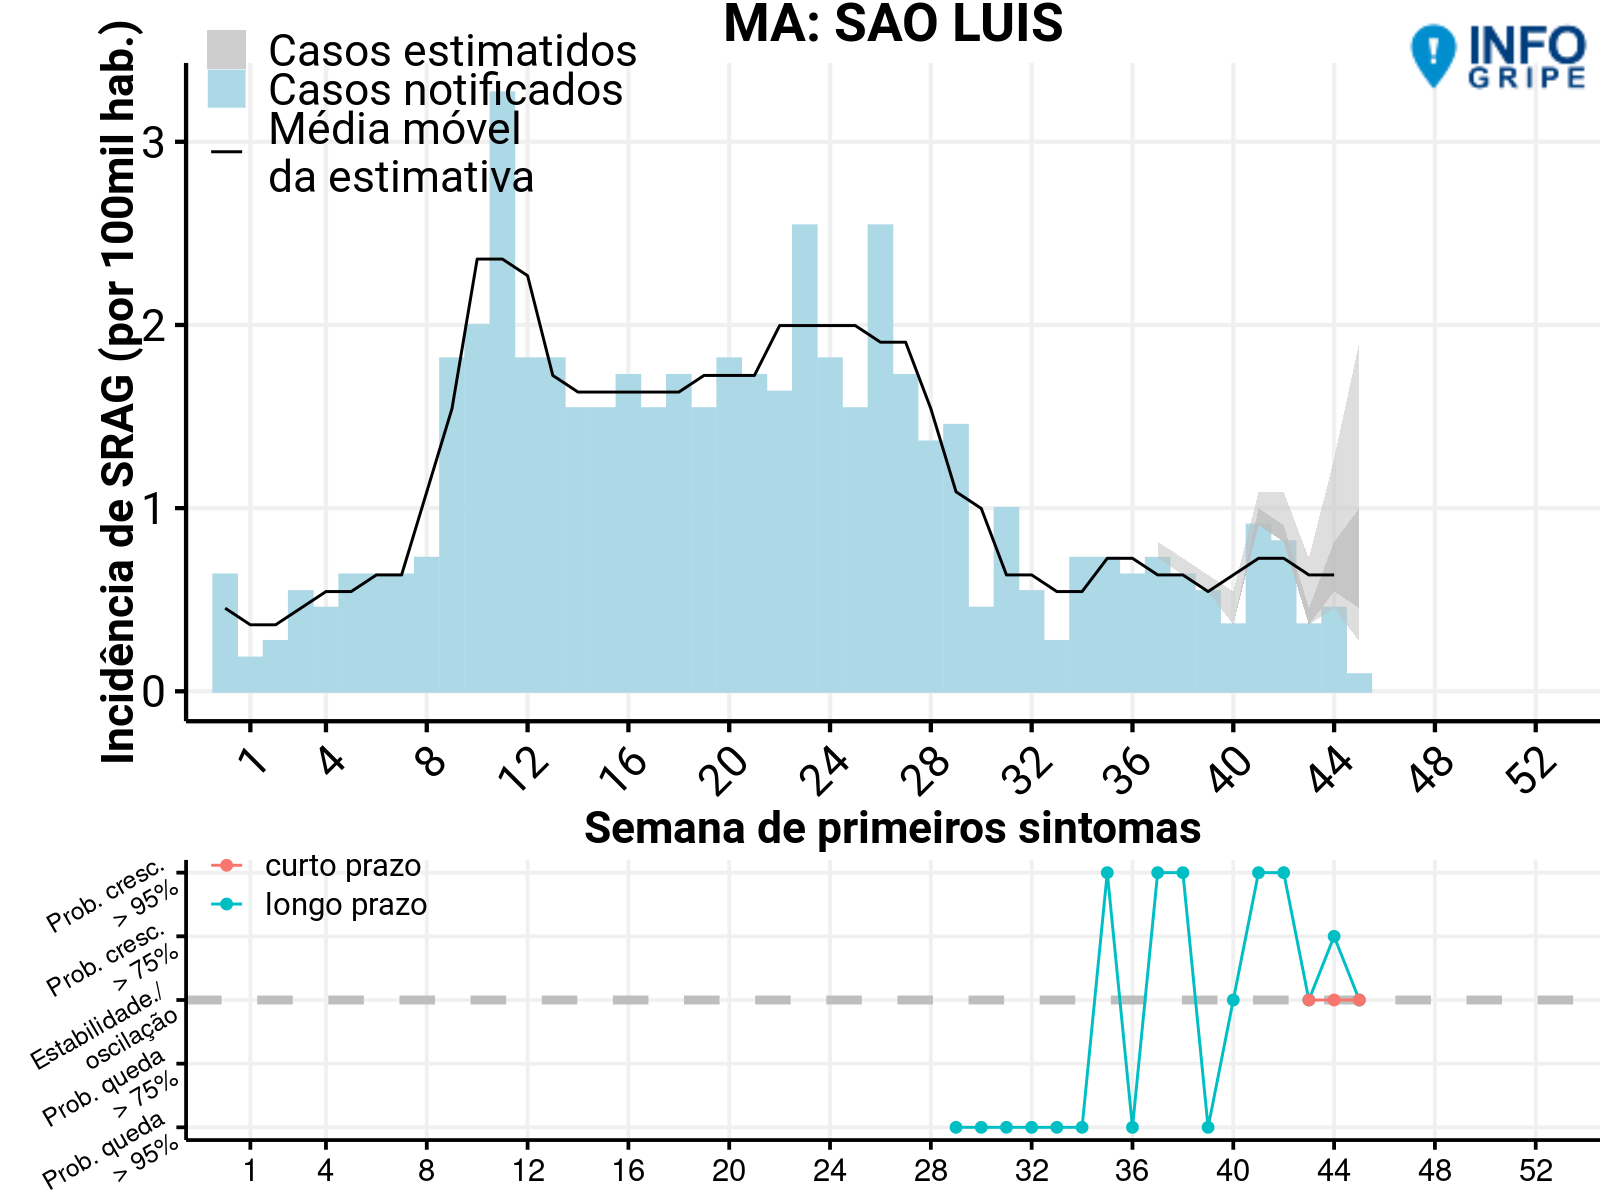 MA: SAO LUIS
INFO
GRIPE
Casos estimatidos
Casos notificados
Média móvel
da estimativa
Incidência de SRAG (por 100mil hab.)
3
2
1
0
1 4 8 12 16 20 24 28 32 36 40 44 48 52
Semana de primeiros sintomas
curto prazo
longo prazo
Prob. cresc.
> 95%
Prob. cresc.
> 75%
Estabilidade./
oscilação
Prob. queda
> 75%
Prob. queda
> 95%
1 4 8 12 16 20 24 28 32 36 40 44 48 52